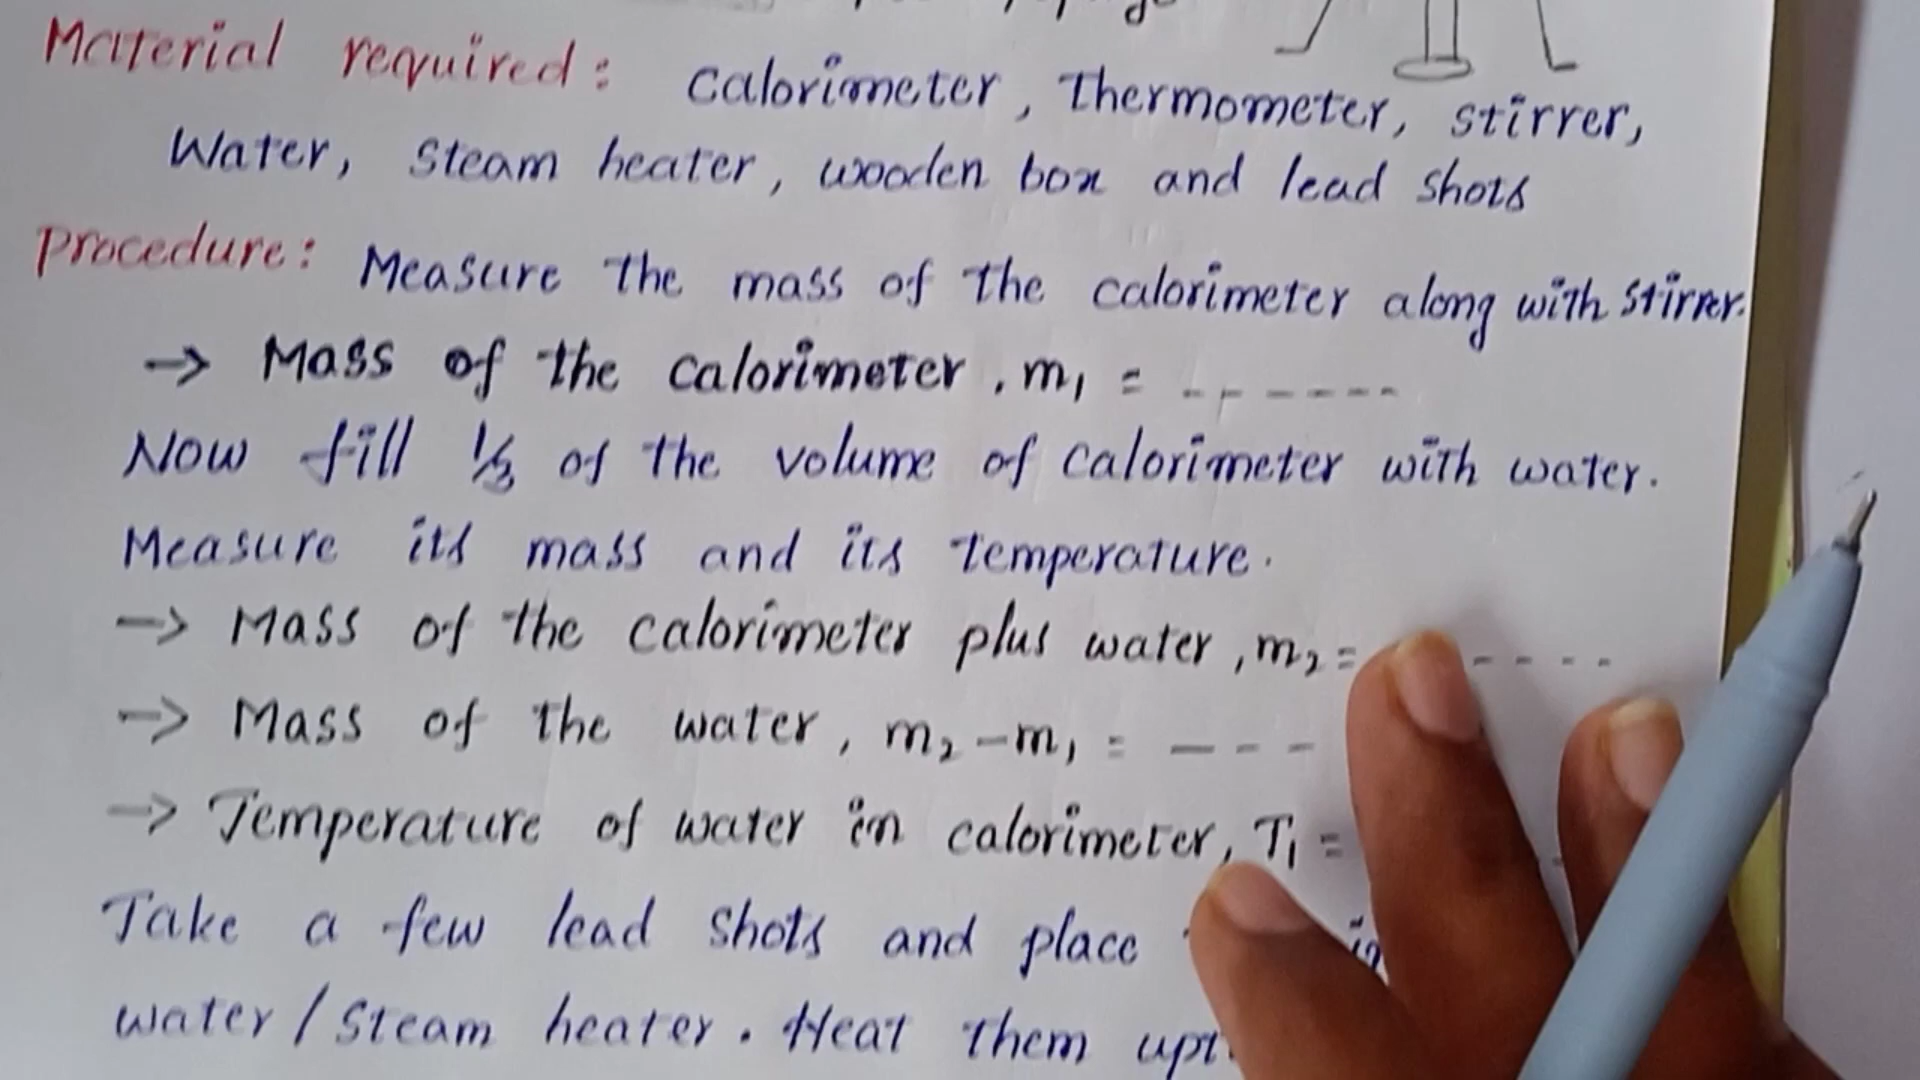 Material required: Calorimeter, Thermometer, stirrer,
Water, Steam heater, wooden box and lead shots
Procedure: Measure the mass of the calorimeter along with stirrer.
→ Mass of the calorimeter, m₁ = - - - - - -
Now fill 1/3 of the volume of calorimeter with water.
Measure its mass and its temperature.
→ Mass of the calorimeter plus water, m₂ = - - - -
→ Mass of the water, m₂ - m₁ = - - -
→ Temperature of water in calorimeter, T₁ =
Take a few lead shots and place in
water/steam heater. Heat them